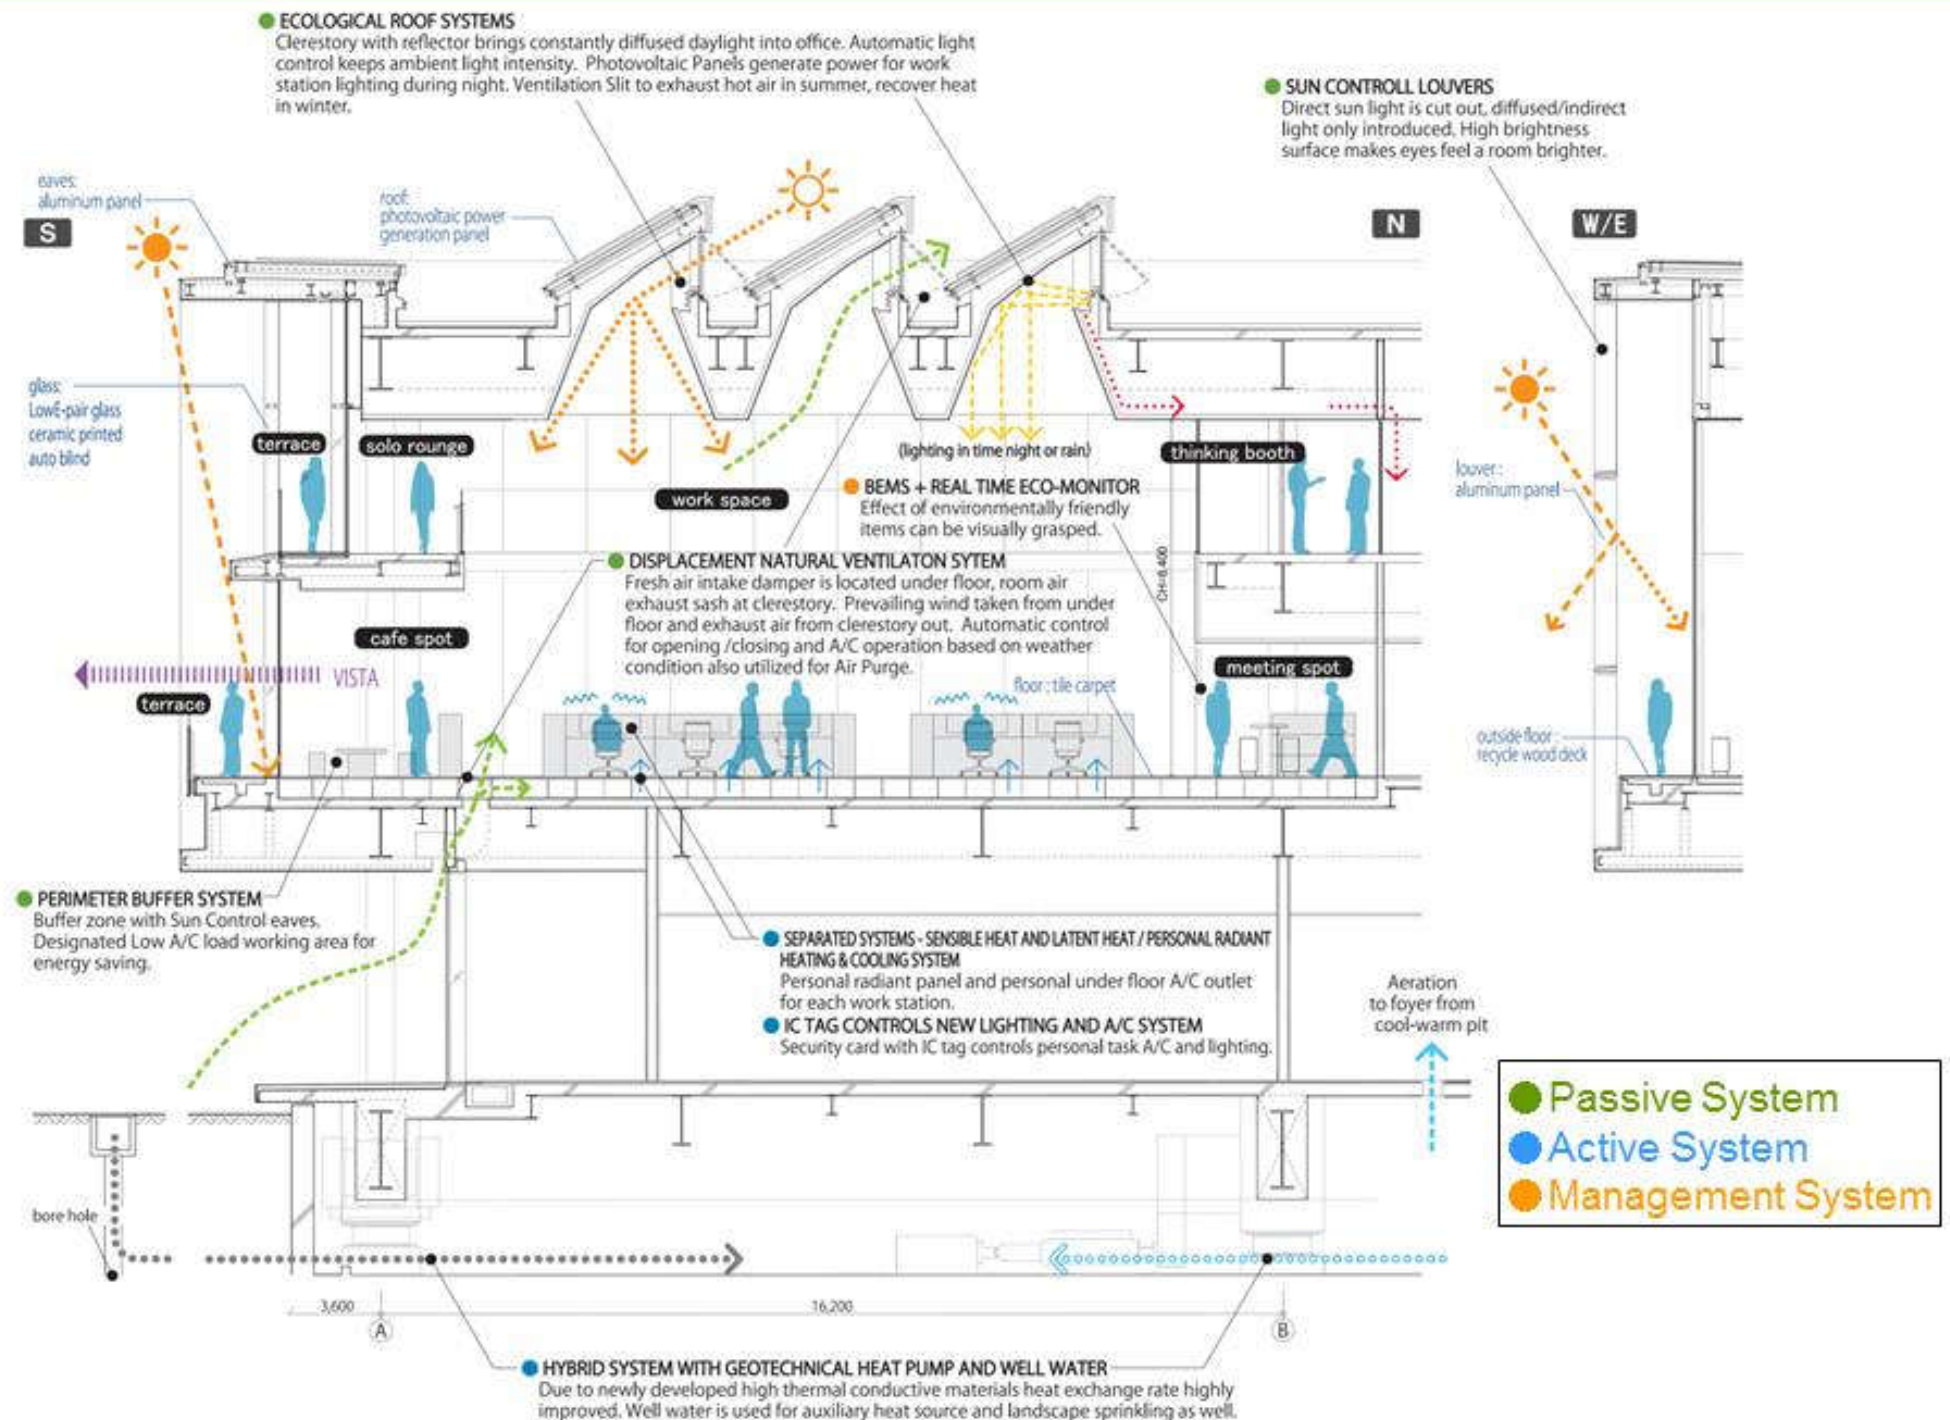 ECOLOGICAL ROOF SYSTEMS
Clerestory with reflector brings constantly diffused daylight into office. Automatic light
control keeps ambient light intensity. Photovoltaic Panels generate power for work
station lighting during night. Ventilation Slit to exhaust hot air in summer, recover heat
in winter.
SUN CONTROLL LOUVERS
Direct sun light is cut out, diffused/indirect
light only introduced. High brightness
surface makes eyes feel a room brighter.
eaves:
aluminum panel
roof:
photovoltaic power
generation panel
S
N
W/E
glass:
LowE-pair glass
ceramic printed
auto blind
terrace
solo rounge
(lighting in time night or rain)
thinking booth
work space
louver :
aluminum panel
BEMS + REAL TIME ECO-MONITOR
Effect of environmentally friendly
items can be visually grasped.
DISPLACEMENT NATURAL VENTILATON SYTEM
Fresh air intake damper is located under floor, room air
exhaust sash at clerestory. Prevailing wind taken from under
floor and exhaust air from clerestory out. Automatic control
for opening /closing and A/C operation based on weather
condition also utilized for Air Purge.
CH=6,400
cafe spot
VISTA
terrace
floor : tile carpet
meeting spot
outside floor :
recycle wood deck
PERIMETER BUFFER SYSTEM
Buffer zone with Sun Control eaves.
Designated Low A/C load working area for
energy saving.
SEPARATED SYSTEMS - SENSIBLE HEAT AND LATENT HEAT / PERSONAL RADIANT
HEATING & COOLING SYSTEM
Personal radiant panel and personal under floor A/C outlet
for each work station.
IC TAG CONTROLS NEW LIGHTING AND A/C SYSTEM
Security card with IC tag controls personal task A/C and lighting.
Aeration
to foyer from
cool-warm pit
Passive System
Active System
Management System
bore hole
3,600
16,200
A
B
HYBRID SYSTEM WITH GEOTECHNICAL HEAT PUMP AND WELL WATER
Due to newly developed high thermal conductive materials heat exchange rate highly
improved. Well water is used for auxiliary heat source and landscape sprinkling as well.